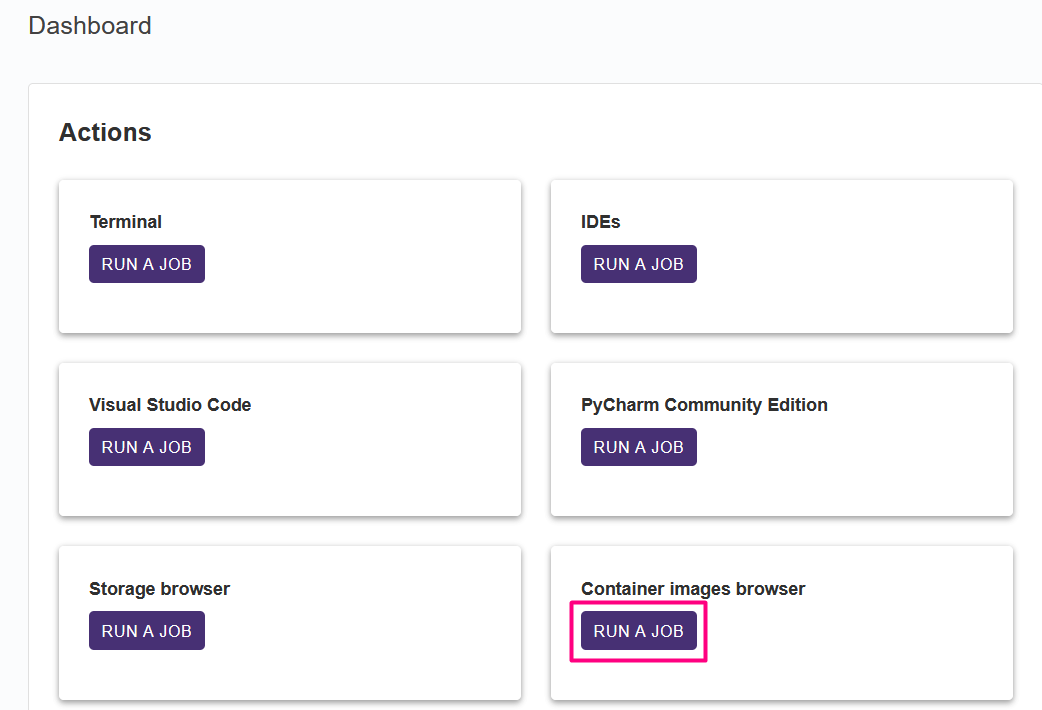 Dashboard
Actions
Terminal
RUN A JOB
IDEs
RUN A JOB
Visual Studio Code
RUN A JOB
PyCharm Community Edition
RUN A JOB
Storage browser
RUN A JOB
Container images browser
RUN A JOB